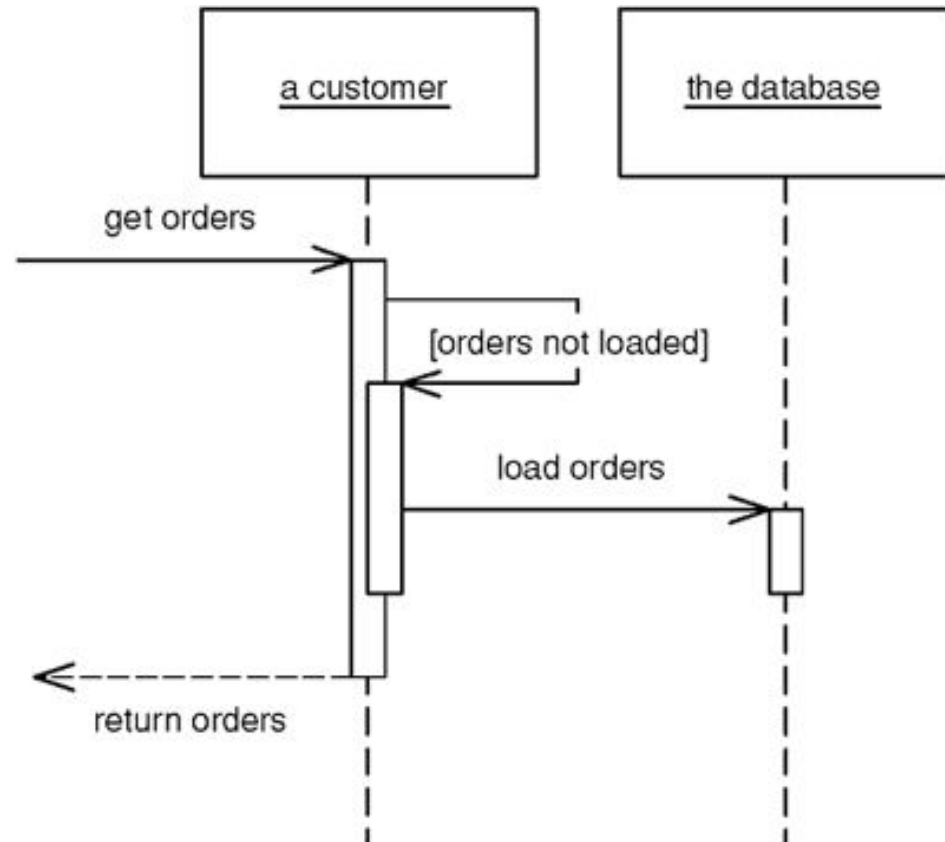 a customer
the database
get orders
[orders not loaded]
load orders
return orders